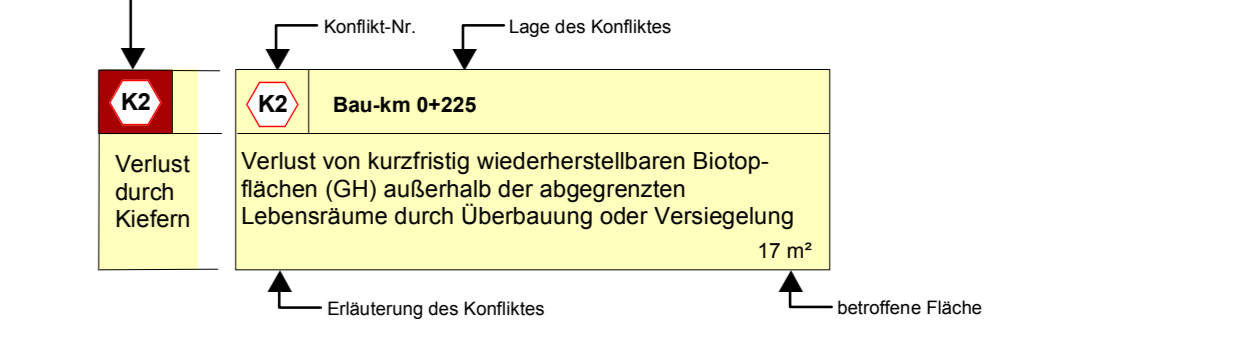 Konflikt-Nr.
Lage des Konfliktes
K2
K2
Bau-km 0+225
Verlust
durch
Kiefern
Verlust von kurzfristig wiederherstellbaren Biotop-
flächen (GH) außerhalb der abgegrenzten
Lebensräume durch Überbauung oder Versiegelung
17 m²
Erläuterung des Konfliktes
betroffene Fläche